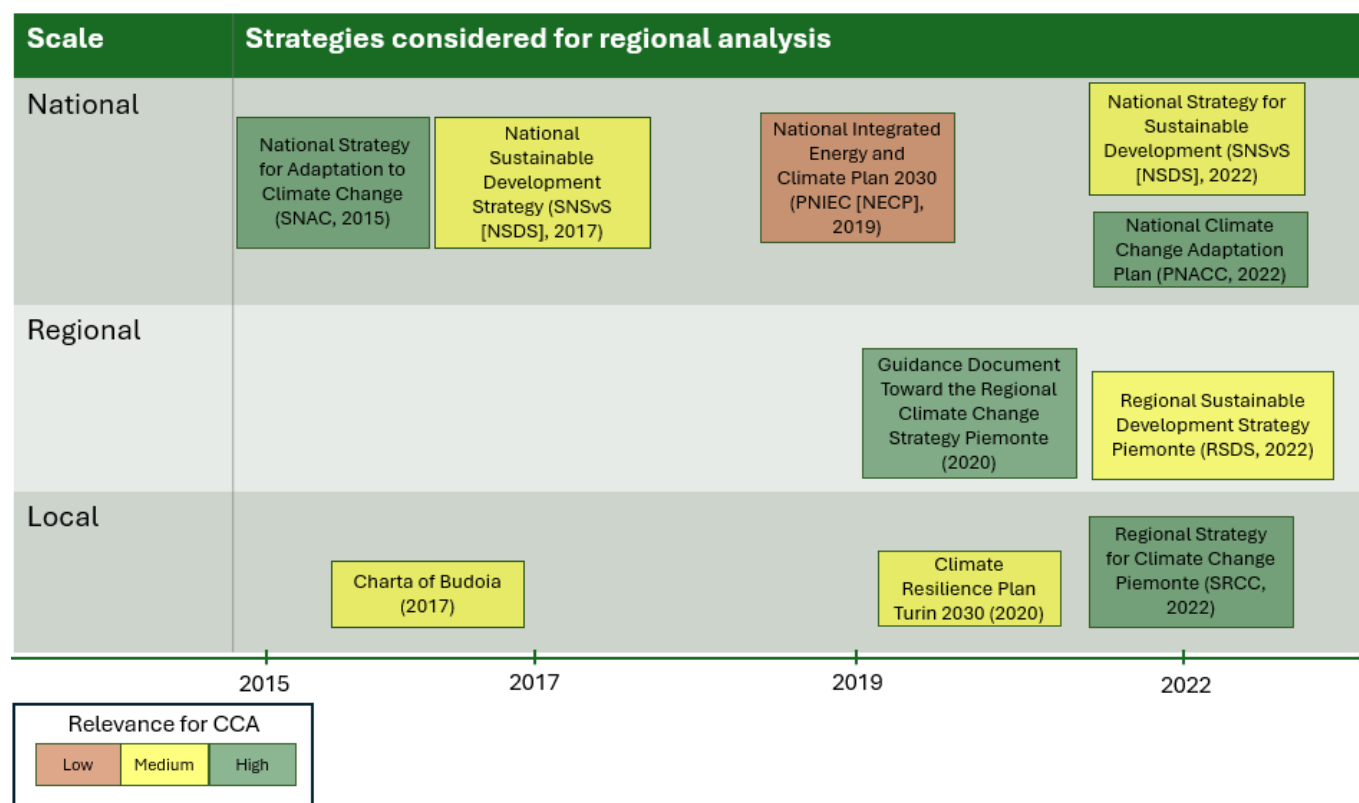 Scale
Strategies considered for regional analysis
National
National Strategy
for Adaptation to
Climate Change
(SNAC, 2015)
National
Sustainable
Development
Strategy (SNSvS
[NSDS], 2017)
National Integrated
Energy and
Climate Plan 2030
(PNIEC [NECP],
2019)
National Strategy for
Sustainable
Development (SNSvS
[NSDS], 2022)
National Climate
Change Adaptation
Plan (PNACC, 2022)
Regional
Guidance Document
Toward the Regional
Climate Change
Strategy Piemonte
(2020)
Regional Sustainable
Development Strategy
Piemonte (RSDS, 2022)
Local
Charta of Budoia
(2017)
Climate
Resilience Plan
Turin 2030 (2020)
Regional Strategy
for Climate Change
Piemonte (SRCC,
2022)
2015
2017
2019
2022
Relevance for CCA
Low
Medium
High